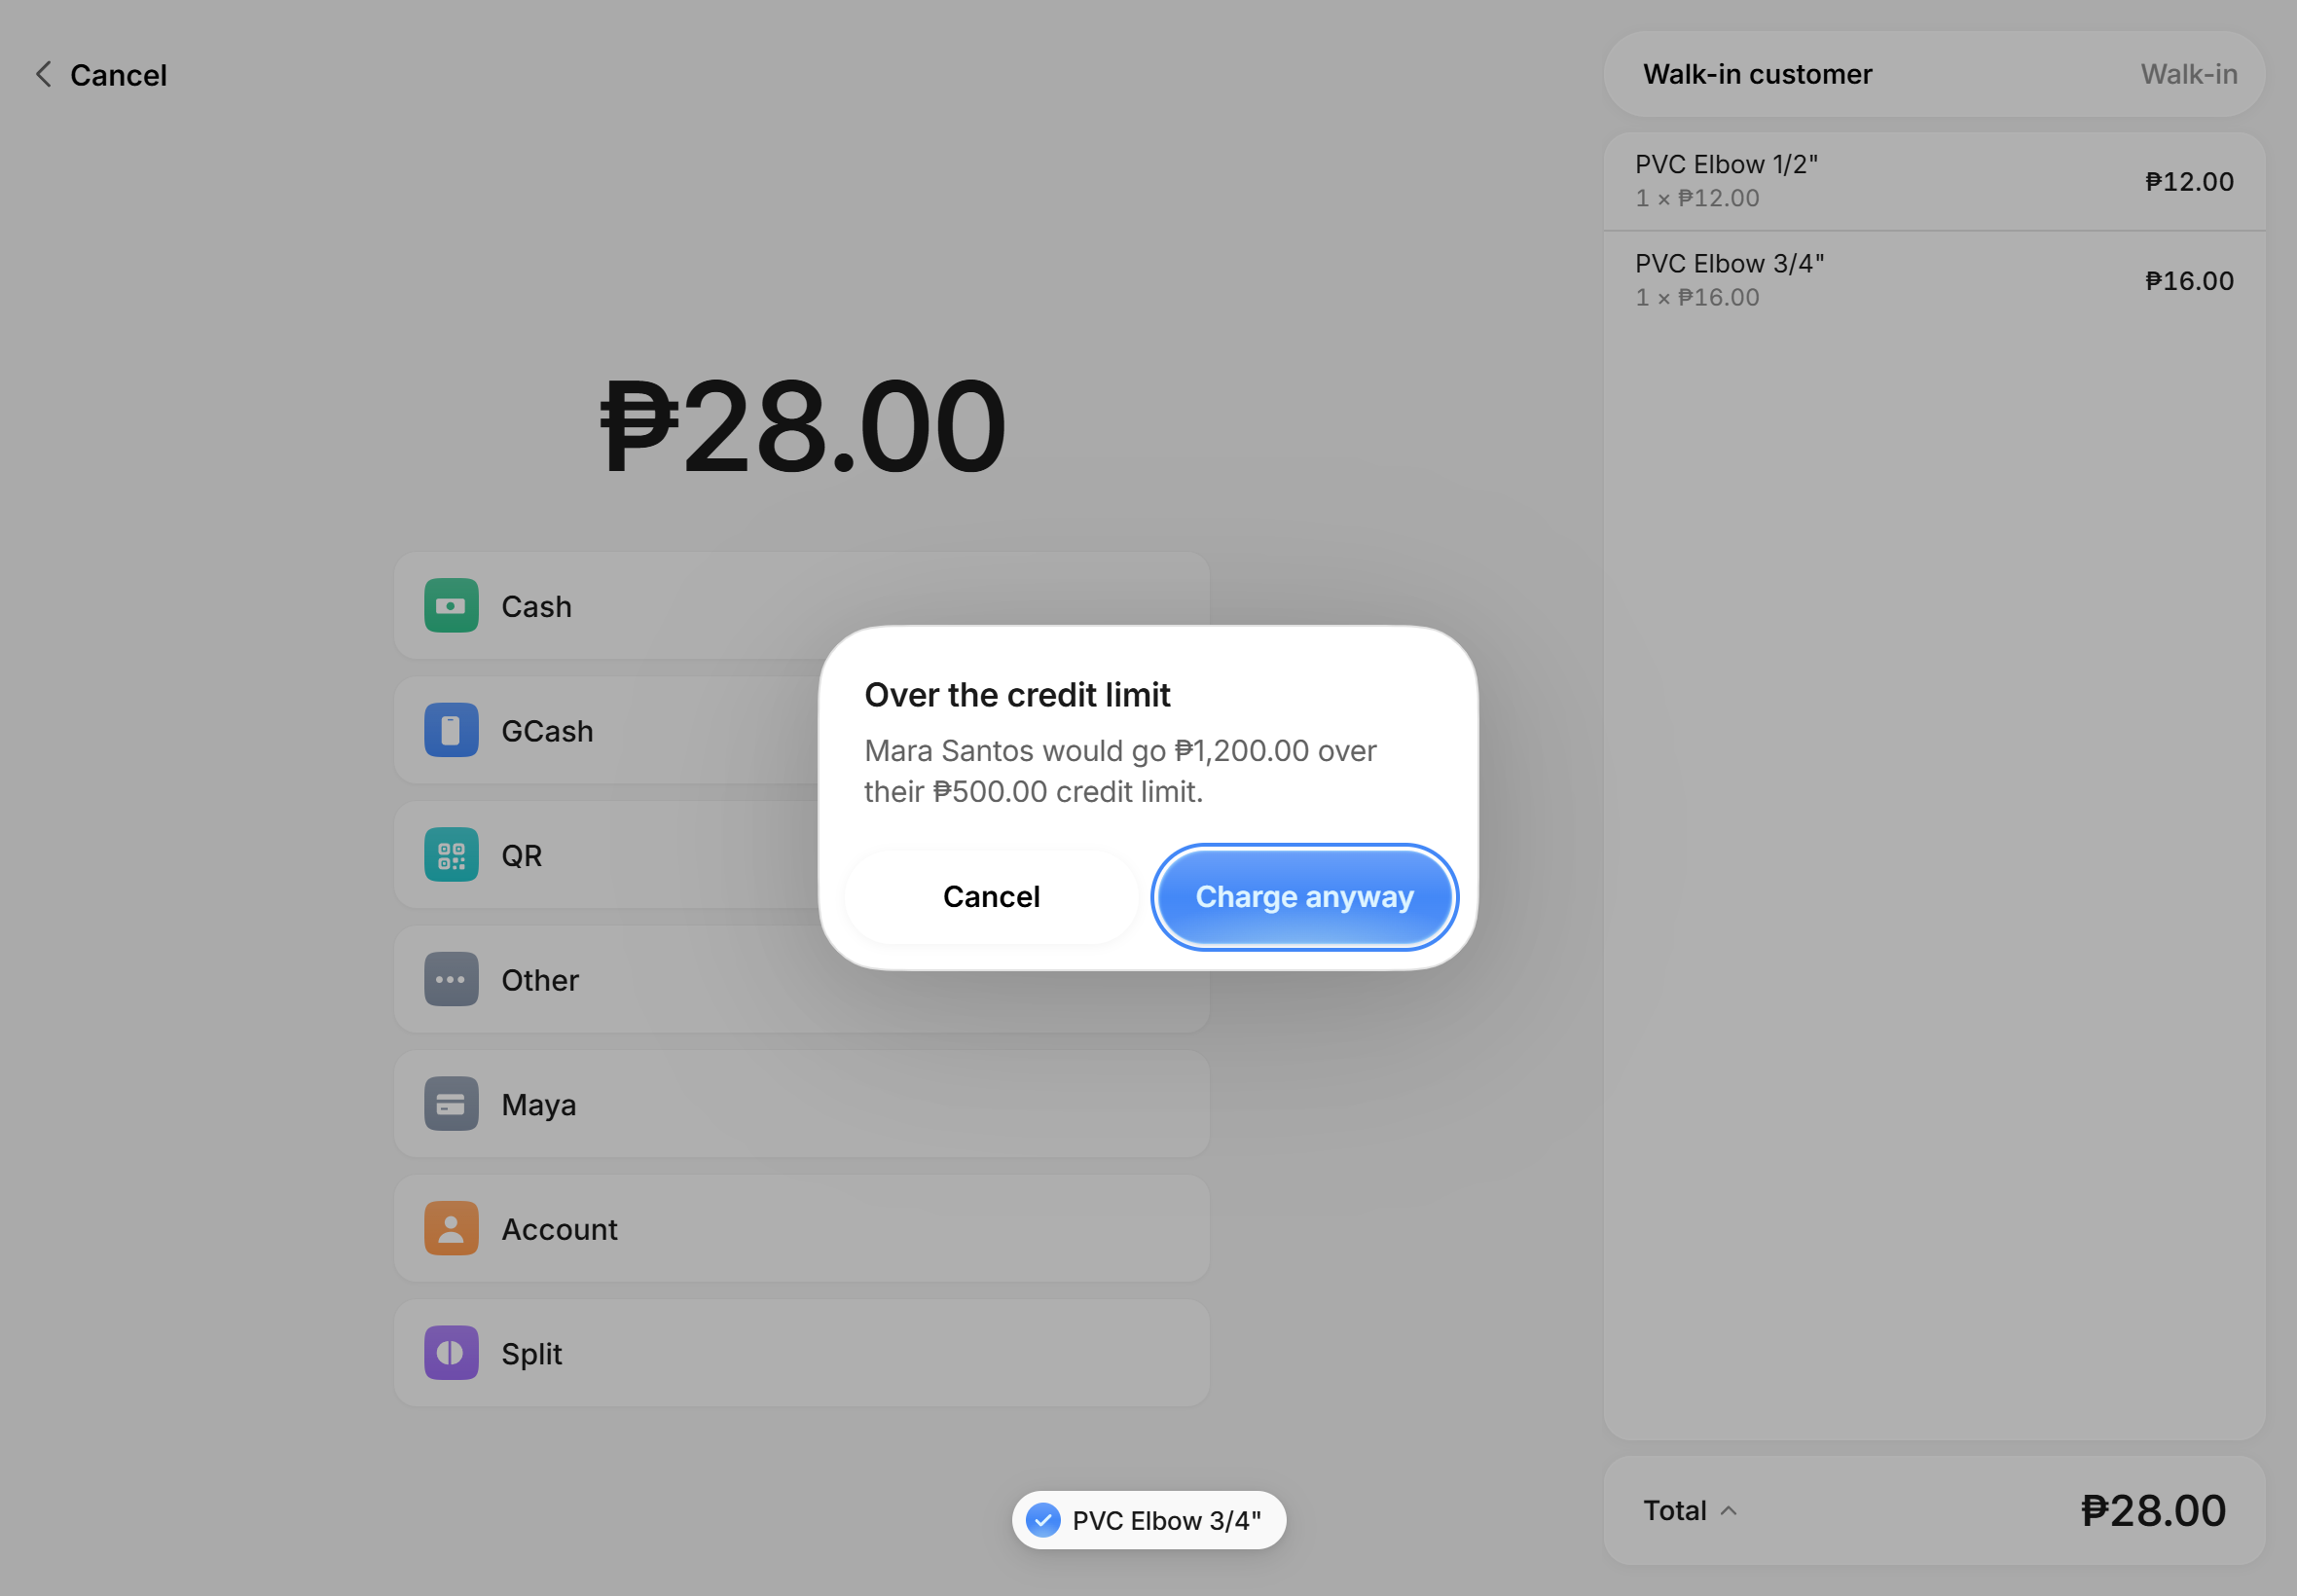 Cancel
Walk-in customer
Walk-in
PVC Elbow 1/2"
1 × ₱12.00
₱12.00
PVC Elbow 3/4"
1 × ₱16.00
₱16.00
₱28.00
Cash
GCash
QR
Other
Maya
Account
Split
Over the credit limit
Mara Santos would go ₱1,200.00 over
their ₱500.00 credit limit.
Cancel
Charge anyway
PVC Elbow 3/4"
Total
₱28.00